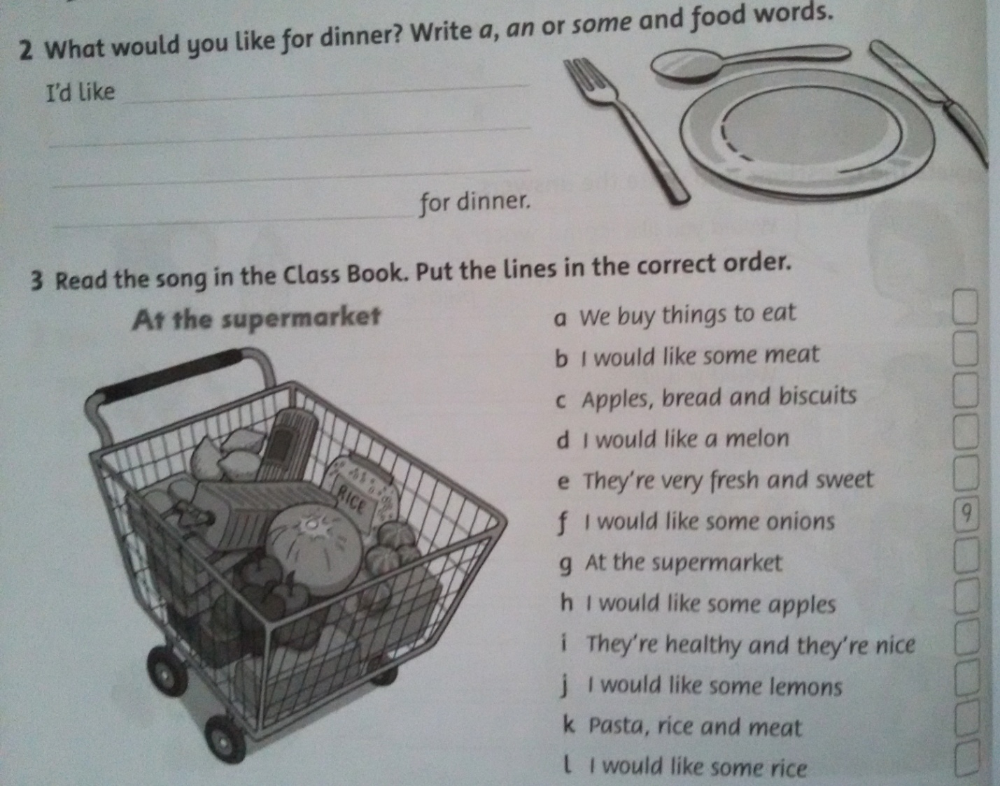 2 What would you like for dinner? Write a, an or some and food words.
I'd like
for dinner.
3 Read the song in the Class Book. Put the lines in the correct order.
At the supermarket
RICE
a We buy things to eat
b I would like some meat
c Apples, bread and biscuits
d I would like a melon
e They're very fresh and sweet
f I would like some onions 9
g At the supermarket
h I would like some apples
i They're healthy and they're nice
j I would like some lemons
k Pasta, rice and meat
l I would like some rice